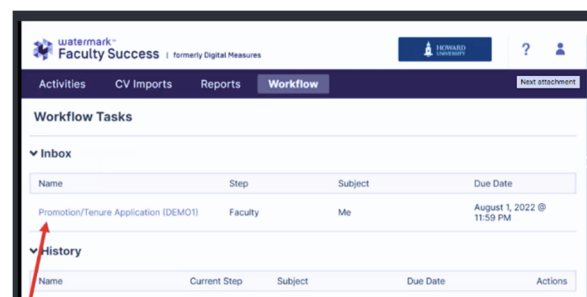 watermark™
Faculty Success | formerly Digital Measures
HOWARD
UNIVERSITY
?
Activities CV Imports Reports Workflow
Next attachment
Workflow Tasks
Inbox
Name Step Subject Due Date
Promotion/Tenure Application (DEMO1) Faculty Me August 1, 2022 @
11:59 PM
History
Name Current Step Subject Due Date Actions